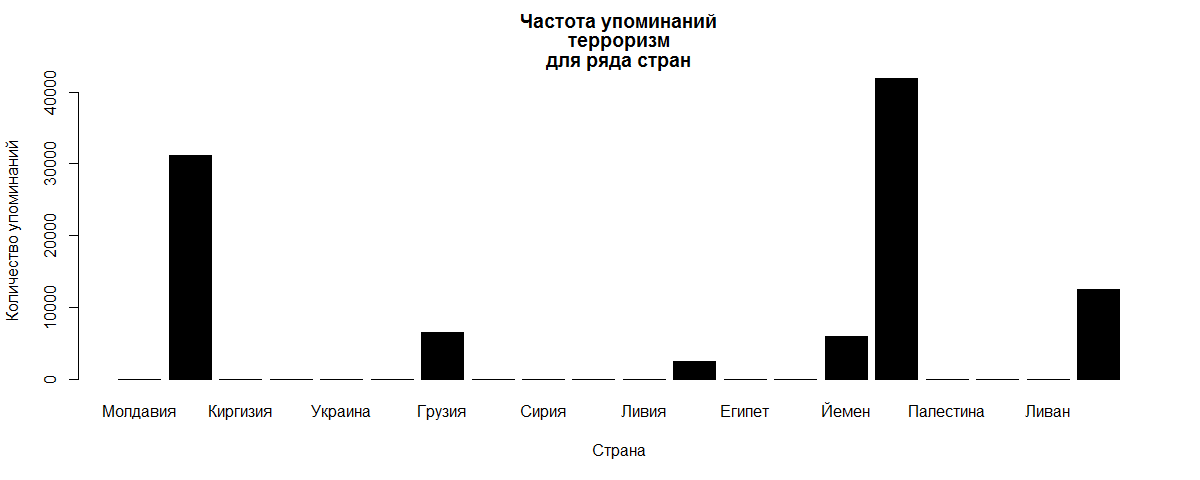 Частота упоминаний
терроризм
для ряда стран
Количество упоминаний
40000
30000
20000
10000
0
Молдавия Киргизия Украина Грузия Сирия Ливия Египет Йемен Палестина Ливан
Страна